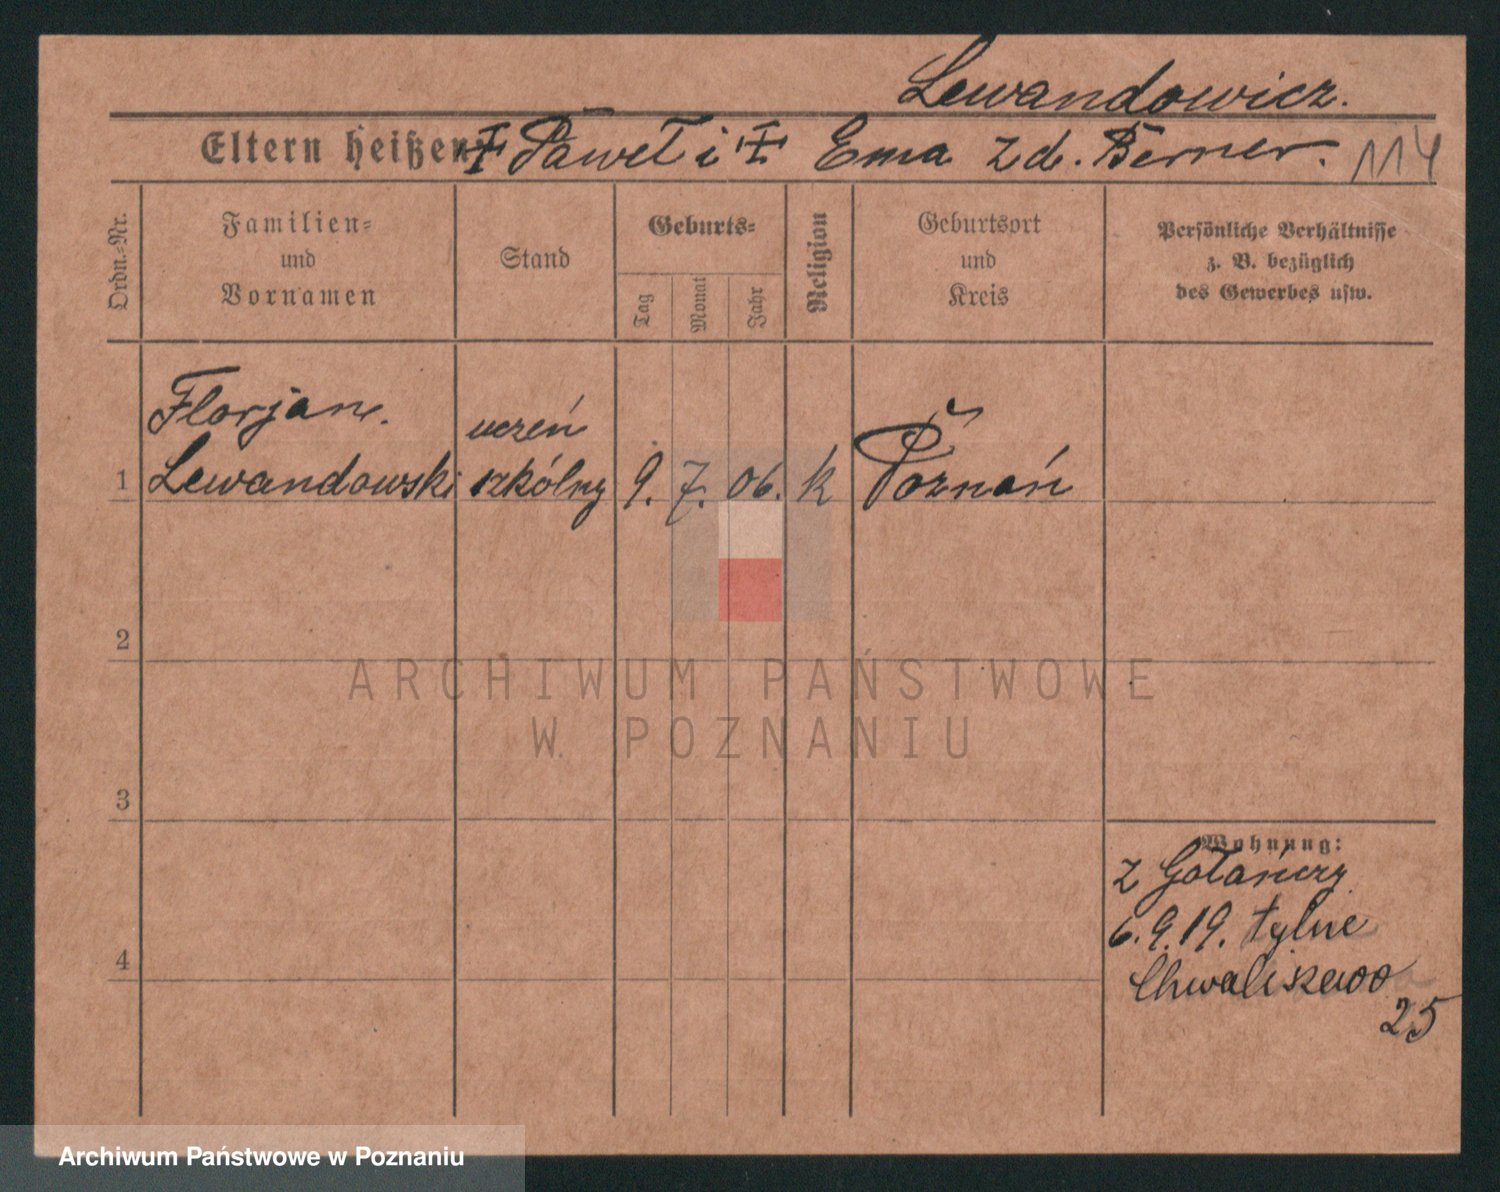 Lewandowicz.
Eltern heißen Paweł i Ema z d. Berner. 114
Ordn.-Nr.
Familien-
und
Vornamen
Stand
Geburts-
Tag
Monat
Jahr
Religion
Geburtsort
und
Kreis
Persönliche Verhältnisse
z. B. bezüglich
des Gewerbes usw.
Florjan.
uczeń
1 Lewandowski szkólny 9. 7. 06. k Poznań
2
3
4
Wohnung:
z Gołańczy
6.9.19. tylne
Chwaliszewo
25
ARCHIWUM PAŃSTWOWE
W POZNANIU
Archiwum Państwowe w Poznaniu